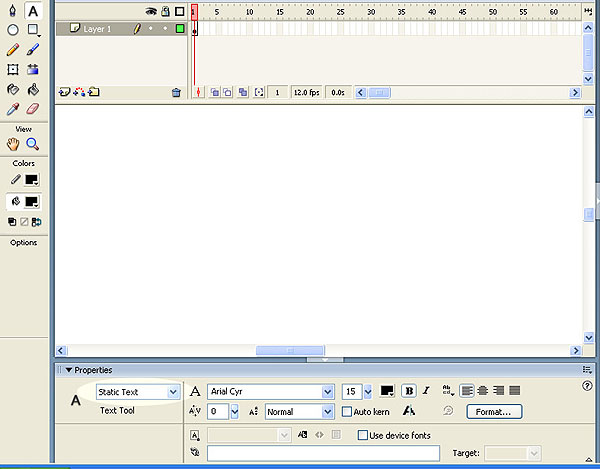 A
1 5 10 15 20 25 30 35 40 45 50 55 60
Layer 1
1 12.0 fps 0.0s
View
Colors
Options
Properties
Static Text
A
Text Tool
A Arial Cyr 15 B I
A|V 0 Normal Auto kern Format...
Use device fonts
Target: